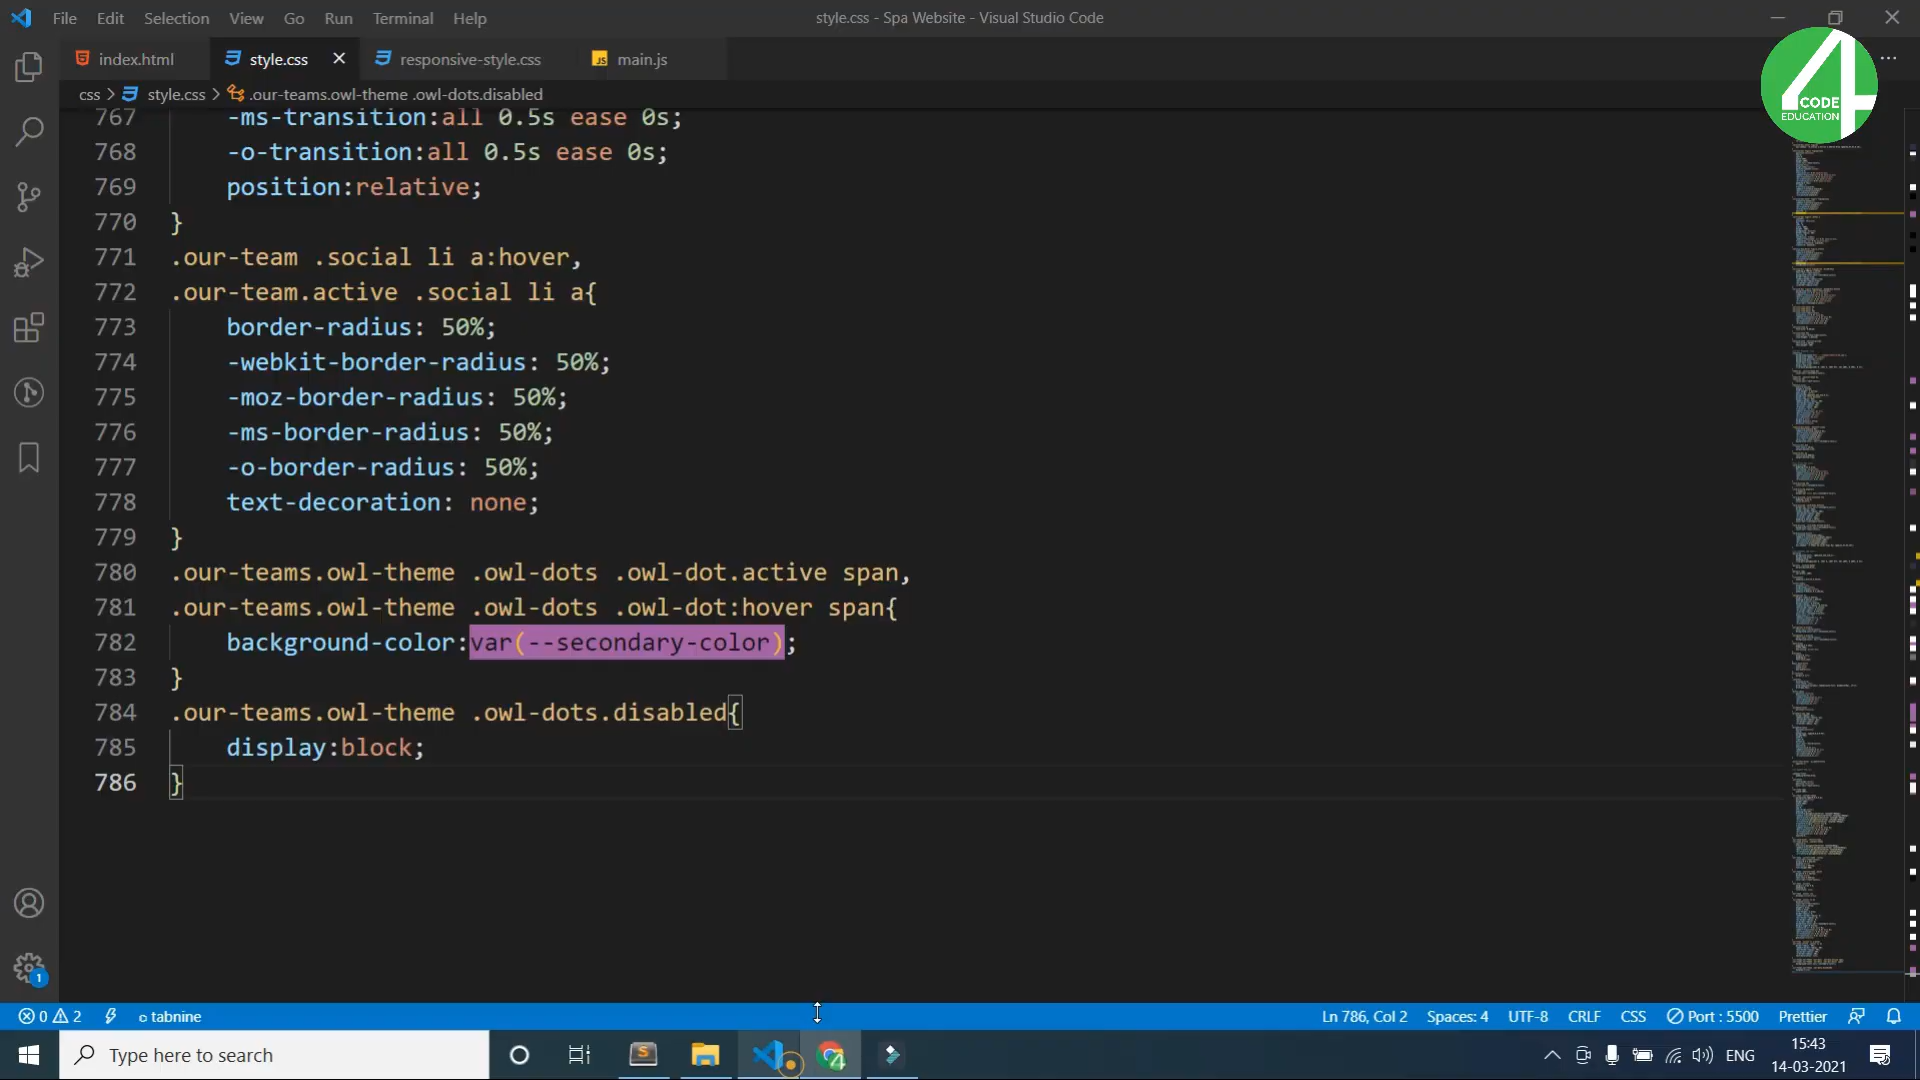 File Edit Selection View Go Run Terminal Help
style.css - Spa Website - Visual Studio Code
index.html
style.css
responsive-style.css
JS main.js
4 CODE
EDUCATION
css > style.css > .our-teams.owl-theme .owl-dots.disabled
767 -ms-transition:all 0.5s ease 0s;
768 -o-transition:all 0.5s ease 0s;
769 position:relative;
770 }
771 .our-team .social li a:hover,
772 .our-team.active .social li a{
773 border-radius: 50%;
774 -webkit-border-radius: 50%;
775 -moz-border-radius: 50%;
776 -ms-border-radius: 50%;
777 -o-border-radius: 50%;
778 text-decoration: none;
779 }
780 .our-teams.owl-theme .owl-dots .owl-dot.active span,
781 .our-teams.owl-theme .owl-dots .owl-dot:hover span{
782 background-color:var(--secondary-color);
783 }
784 .our-teams.owl-theme .owl-dots.disabled{
785 display:block;
786 }
1
0 2 tabnine
Ln 786, Col 2 Spaces: 4 UTF-8 CRLF CSS Port : 5500 Prettier
Type here to search
ENG
15:43
14-03-2021